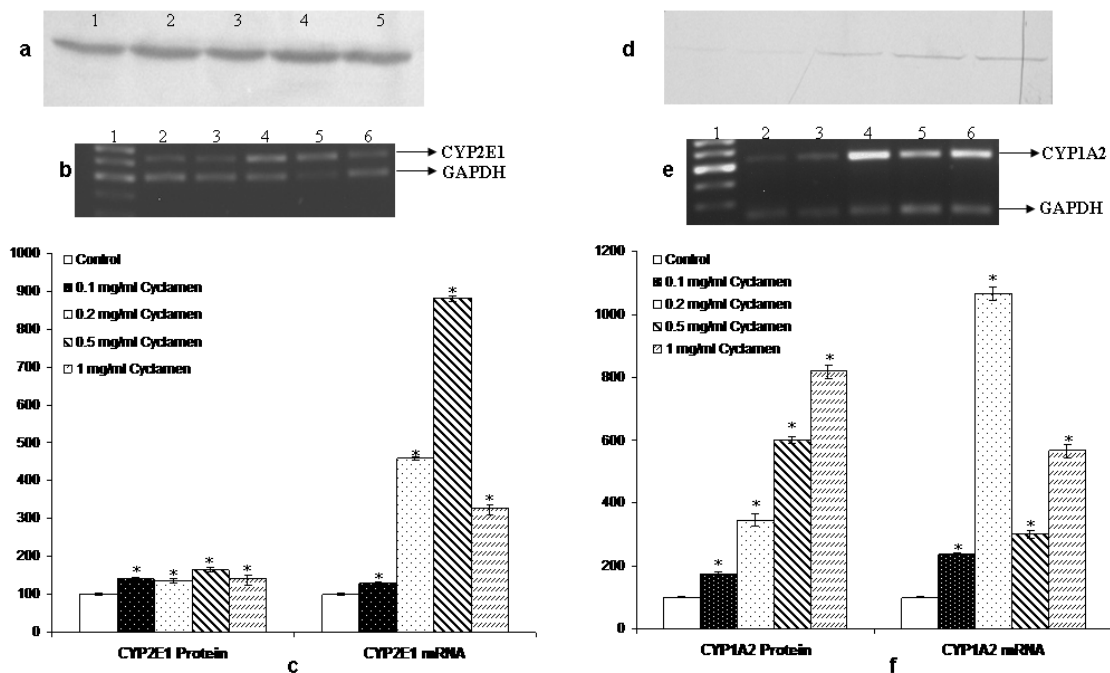 1 2 3 4 5
a
1 2 3 4 5 6
CYP2E1
b
GAPDH
1000
900
800
700
600
500
400
300
200
100
0
Control
0.1 mg/ml Cyclamen
0.2 mg/ml Cyclamen
0.5 mg/ml Cyclamen
1 mg/ml Cyclamen
* * * *
* * * *
CYP2E1 Protein
CYP2E1 mRNA
c
d
1 2 3 4 5 6
CYP1A2
e
GAPDH
1200
1000
800
600
400
200
0
Control
0.1 mg/ml Cyclamen
0.2 mg/ml Cyclamen
0.5 mg/ml Cyclamen
1 mg/ml Cyclamen
* * * *
* * * *
CYP1A2 Protein
CYP1A2 mRNA
f